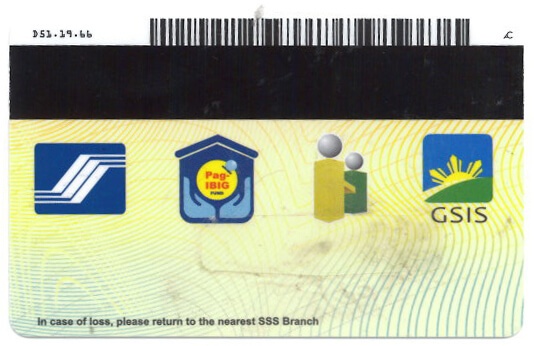 D51.19.66
Pag-
IBIG
FUND
GSIS
In case of loss, please return to the nearest SSS Branch